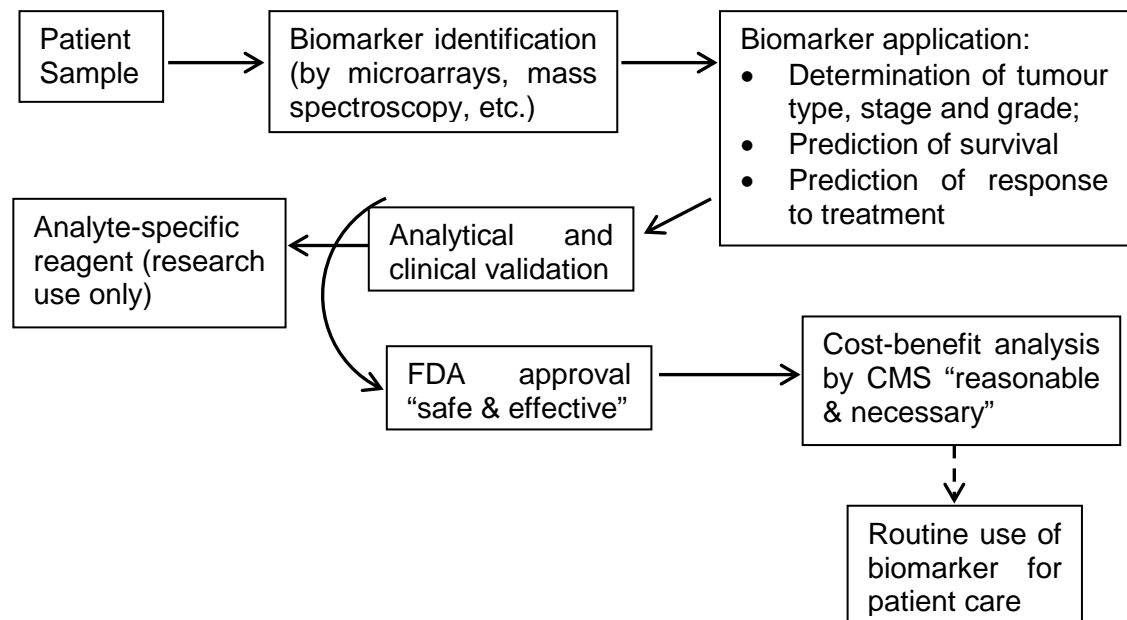 Patient
Sample
Biomarker identification
(by microarrays, mass
spectroscopy, etc.)
Biomarker application:
• Determination of tumour
type, stage and grade;
• Prediction of survival
• Prediction of response
to treatment
Analyte-specific
reagent (research
use only)
Analytical and
clinical validation
FDA approval
“safe & effective”
Cost-benefit analysis
by CMS “reasonable
& necessary”
Routine use of
biomarker for
patient care